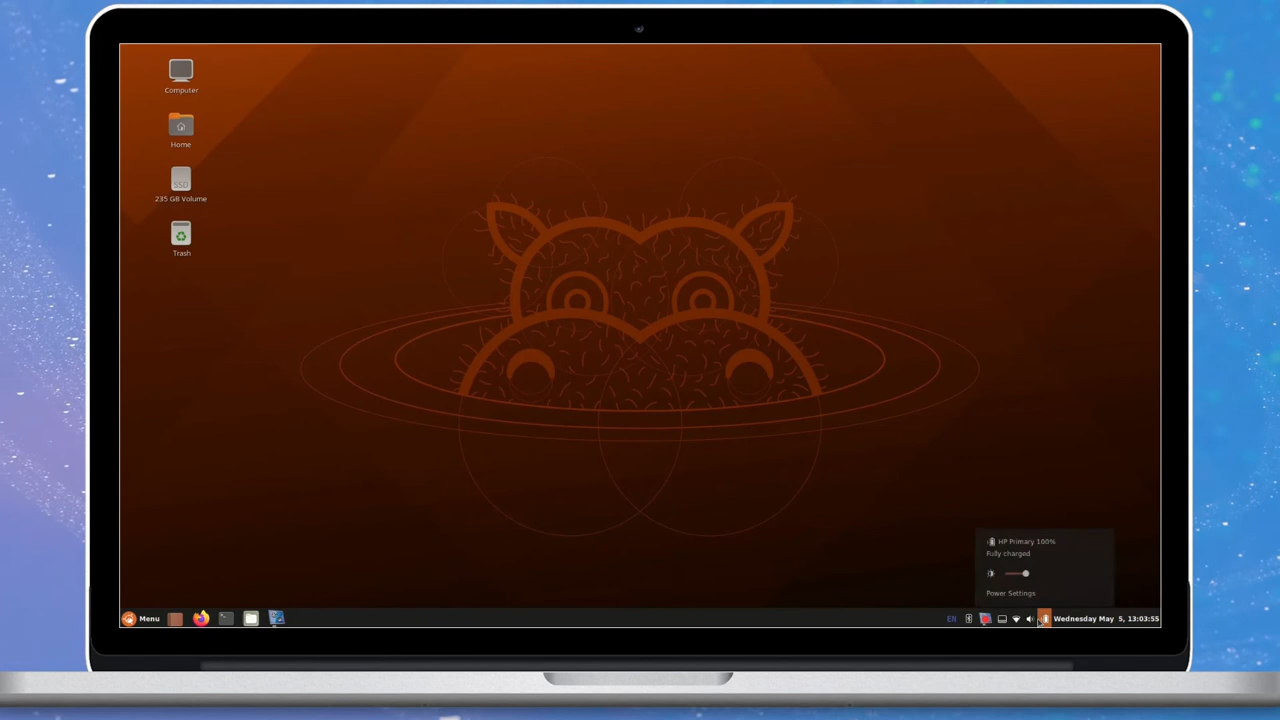 Computer
Home
SSD
235 GB Volume
Trash
HP Primary 100%
Fully charged
Power Settings
Menu
EN
Wednesday May 5, 13:03:55